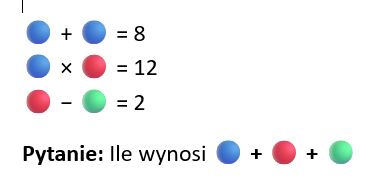 🔵 + 🔵 = 8
🔵 × 🔴 = 12
🔴 − 🟢 = 2
Pytanie: Ile wynosi 🔵 + 🔴 + 🟢